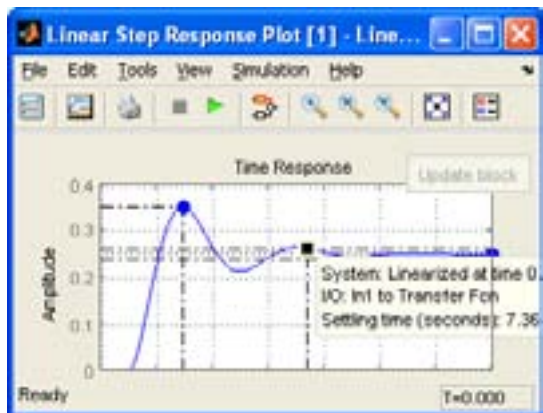 Linear Step Response Plot [1] - Line...
File Edit Tools View Simulation Help
Time Response
Update block
0.4
0.3
0.2
0.1
0
Amplitude
System: Linearized at time 0.
I/O: In1 to Transfer Fcn
Settling time (seconds): 7.36
Ready
T=0.000